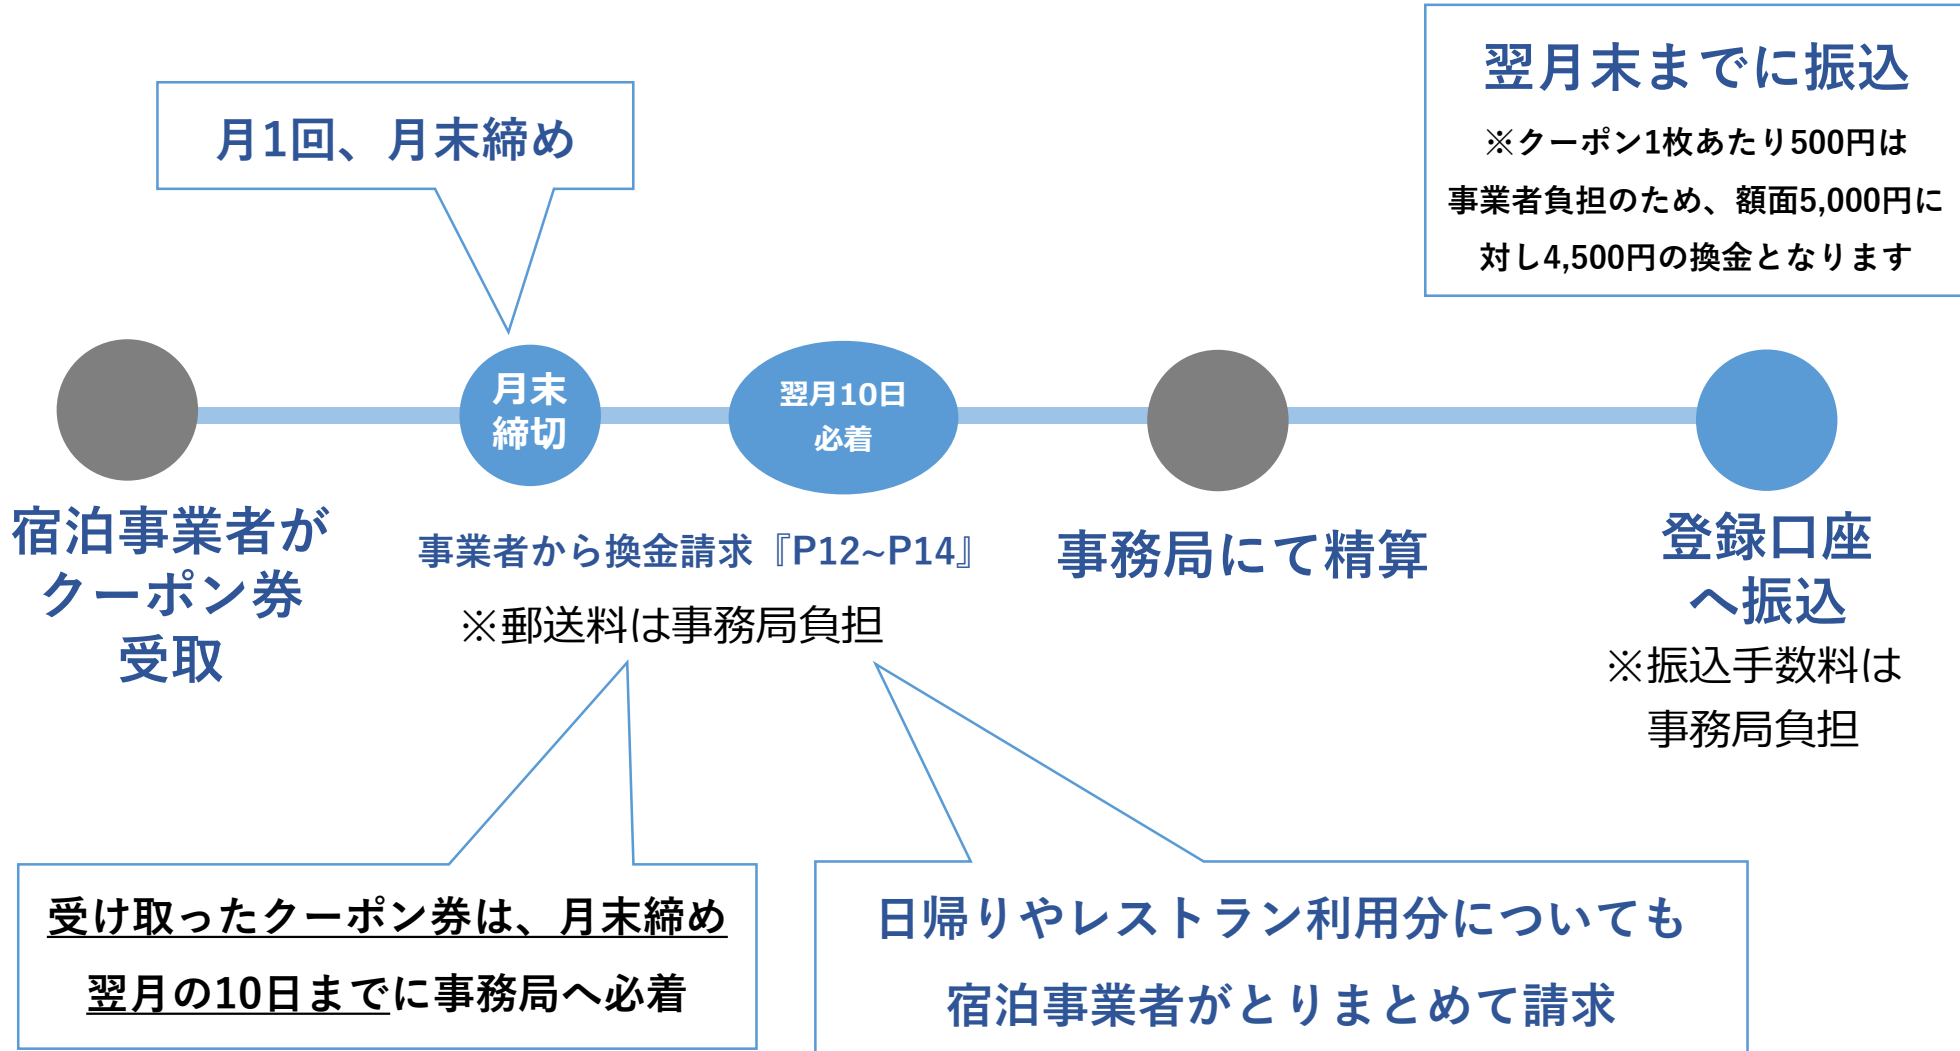 翌月末までに振込
※クーポン1枚あたり500円は
事業者負担のため、額面5,000円に
対し4,500円の換金となります
月1回、月末締め
月末
締切
翌月10日
必着
宿泊事業者が
クーポン券
受取
事業者から換金請求『P12~P14』
※郵送料は事務局負担
事務局にて精算
登録口座
へ振込
※振込手数料は
事務局負担
受け取ったクーポン券は、月末締め
翌月の10日までに事務局へ必着
日帰りやレストラン利用分についても
宿泊事業者がとりまとめて請求